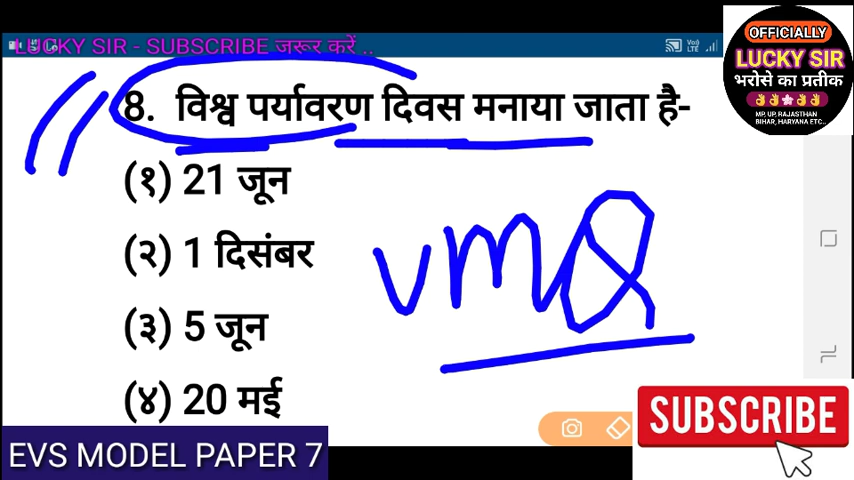 LUCKY SIR - SUBSCRIBE जरूर करें ..
OFFICIALLY
LUCKY SIR
भरोसे का प्रतीक
MP, UP, RAJASTHAN
BIHAR, HARYANA ETC..
8. विश्व पर्यावरण दिवस मनाया जाता है-
(१) 21 जून
(२) 1 दिसंबर
(३) 5 जून
(४) 20 मई
SUBSCRIBE
EVS MODEL PAPER 7